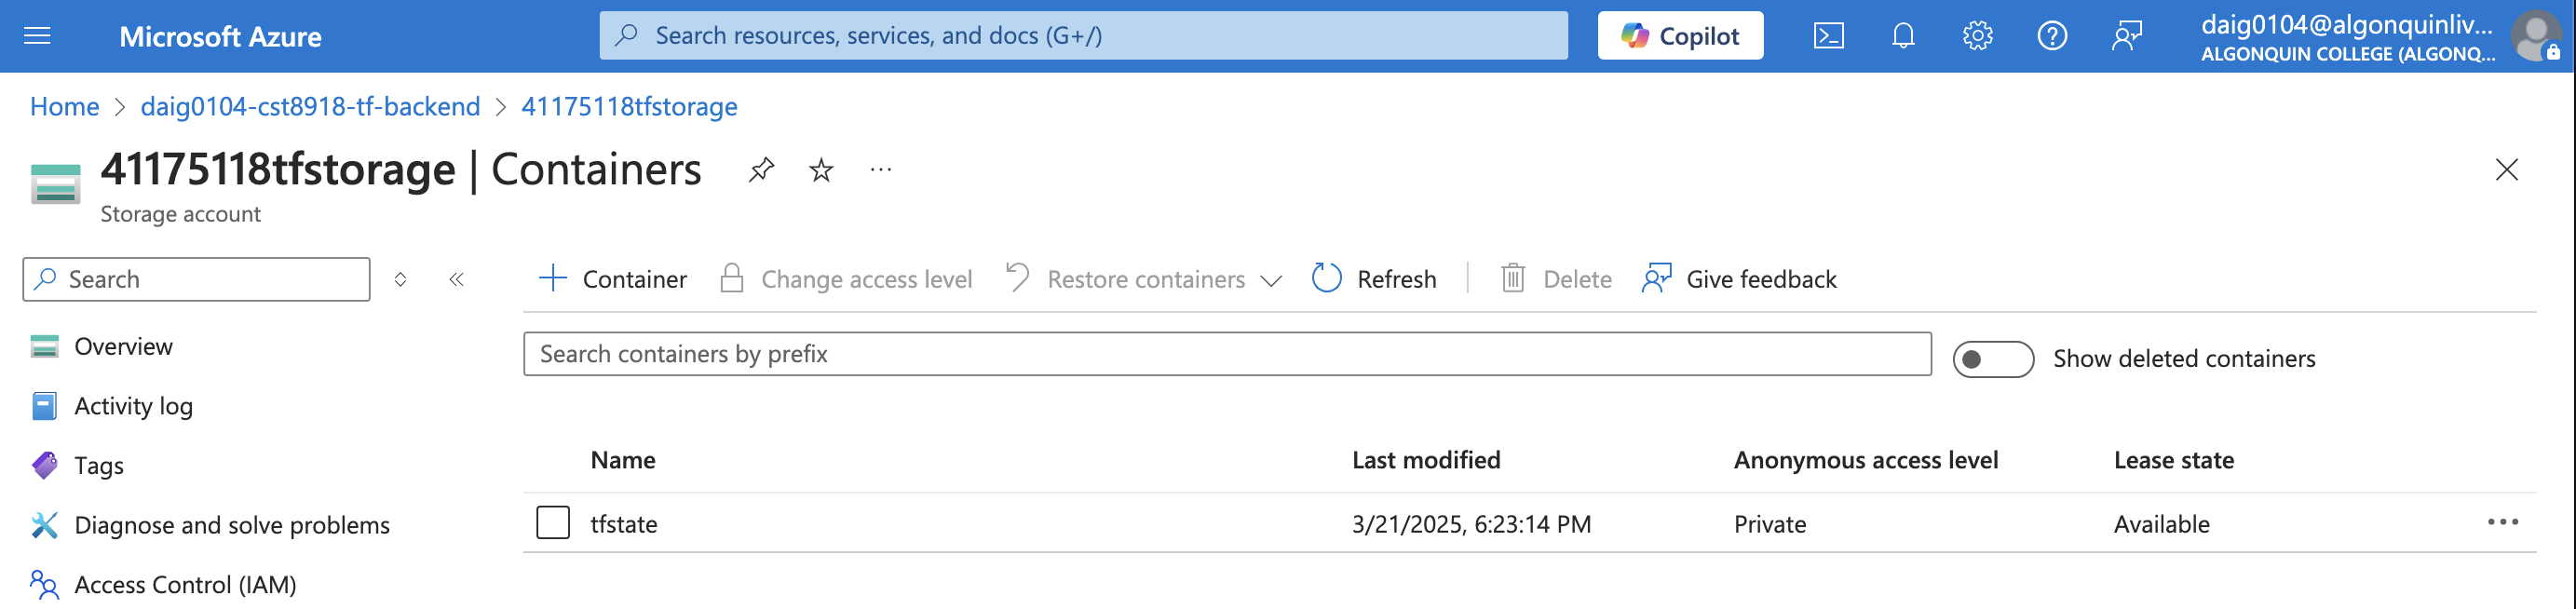 Microsoft Azure
Search resources, services, and docs (G+/)
Copilot
daig0104@algonquinliv...
ALGONQUIN COLLEGE (ALGONQ...
Home > daig0104-cst8918-tf-backend > 41175118tfstorage
41175118tfstorage | Containers
Storage account
Search
Container
Change access level
Restore containers
Refresh
Delete
Give feedback
Overview
Activity log
Tags
Diagnose and solve problems
Access Control (IAM)
Search containers by prefix
Show deleted containers
Name Last modified Anonymous access level Lease state
tfstate 3/21/2025, 6:23:14 PM Private Available